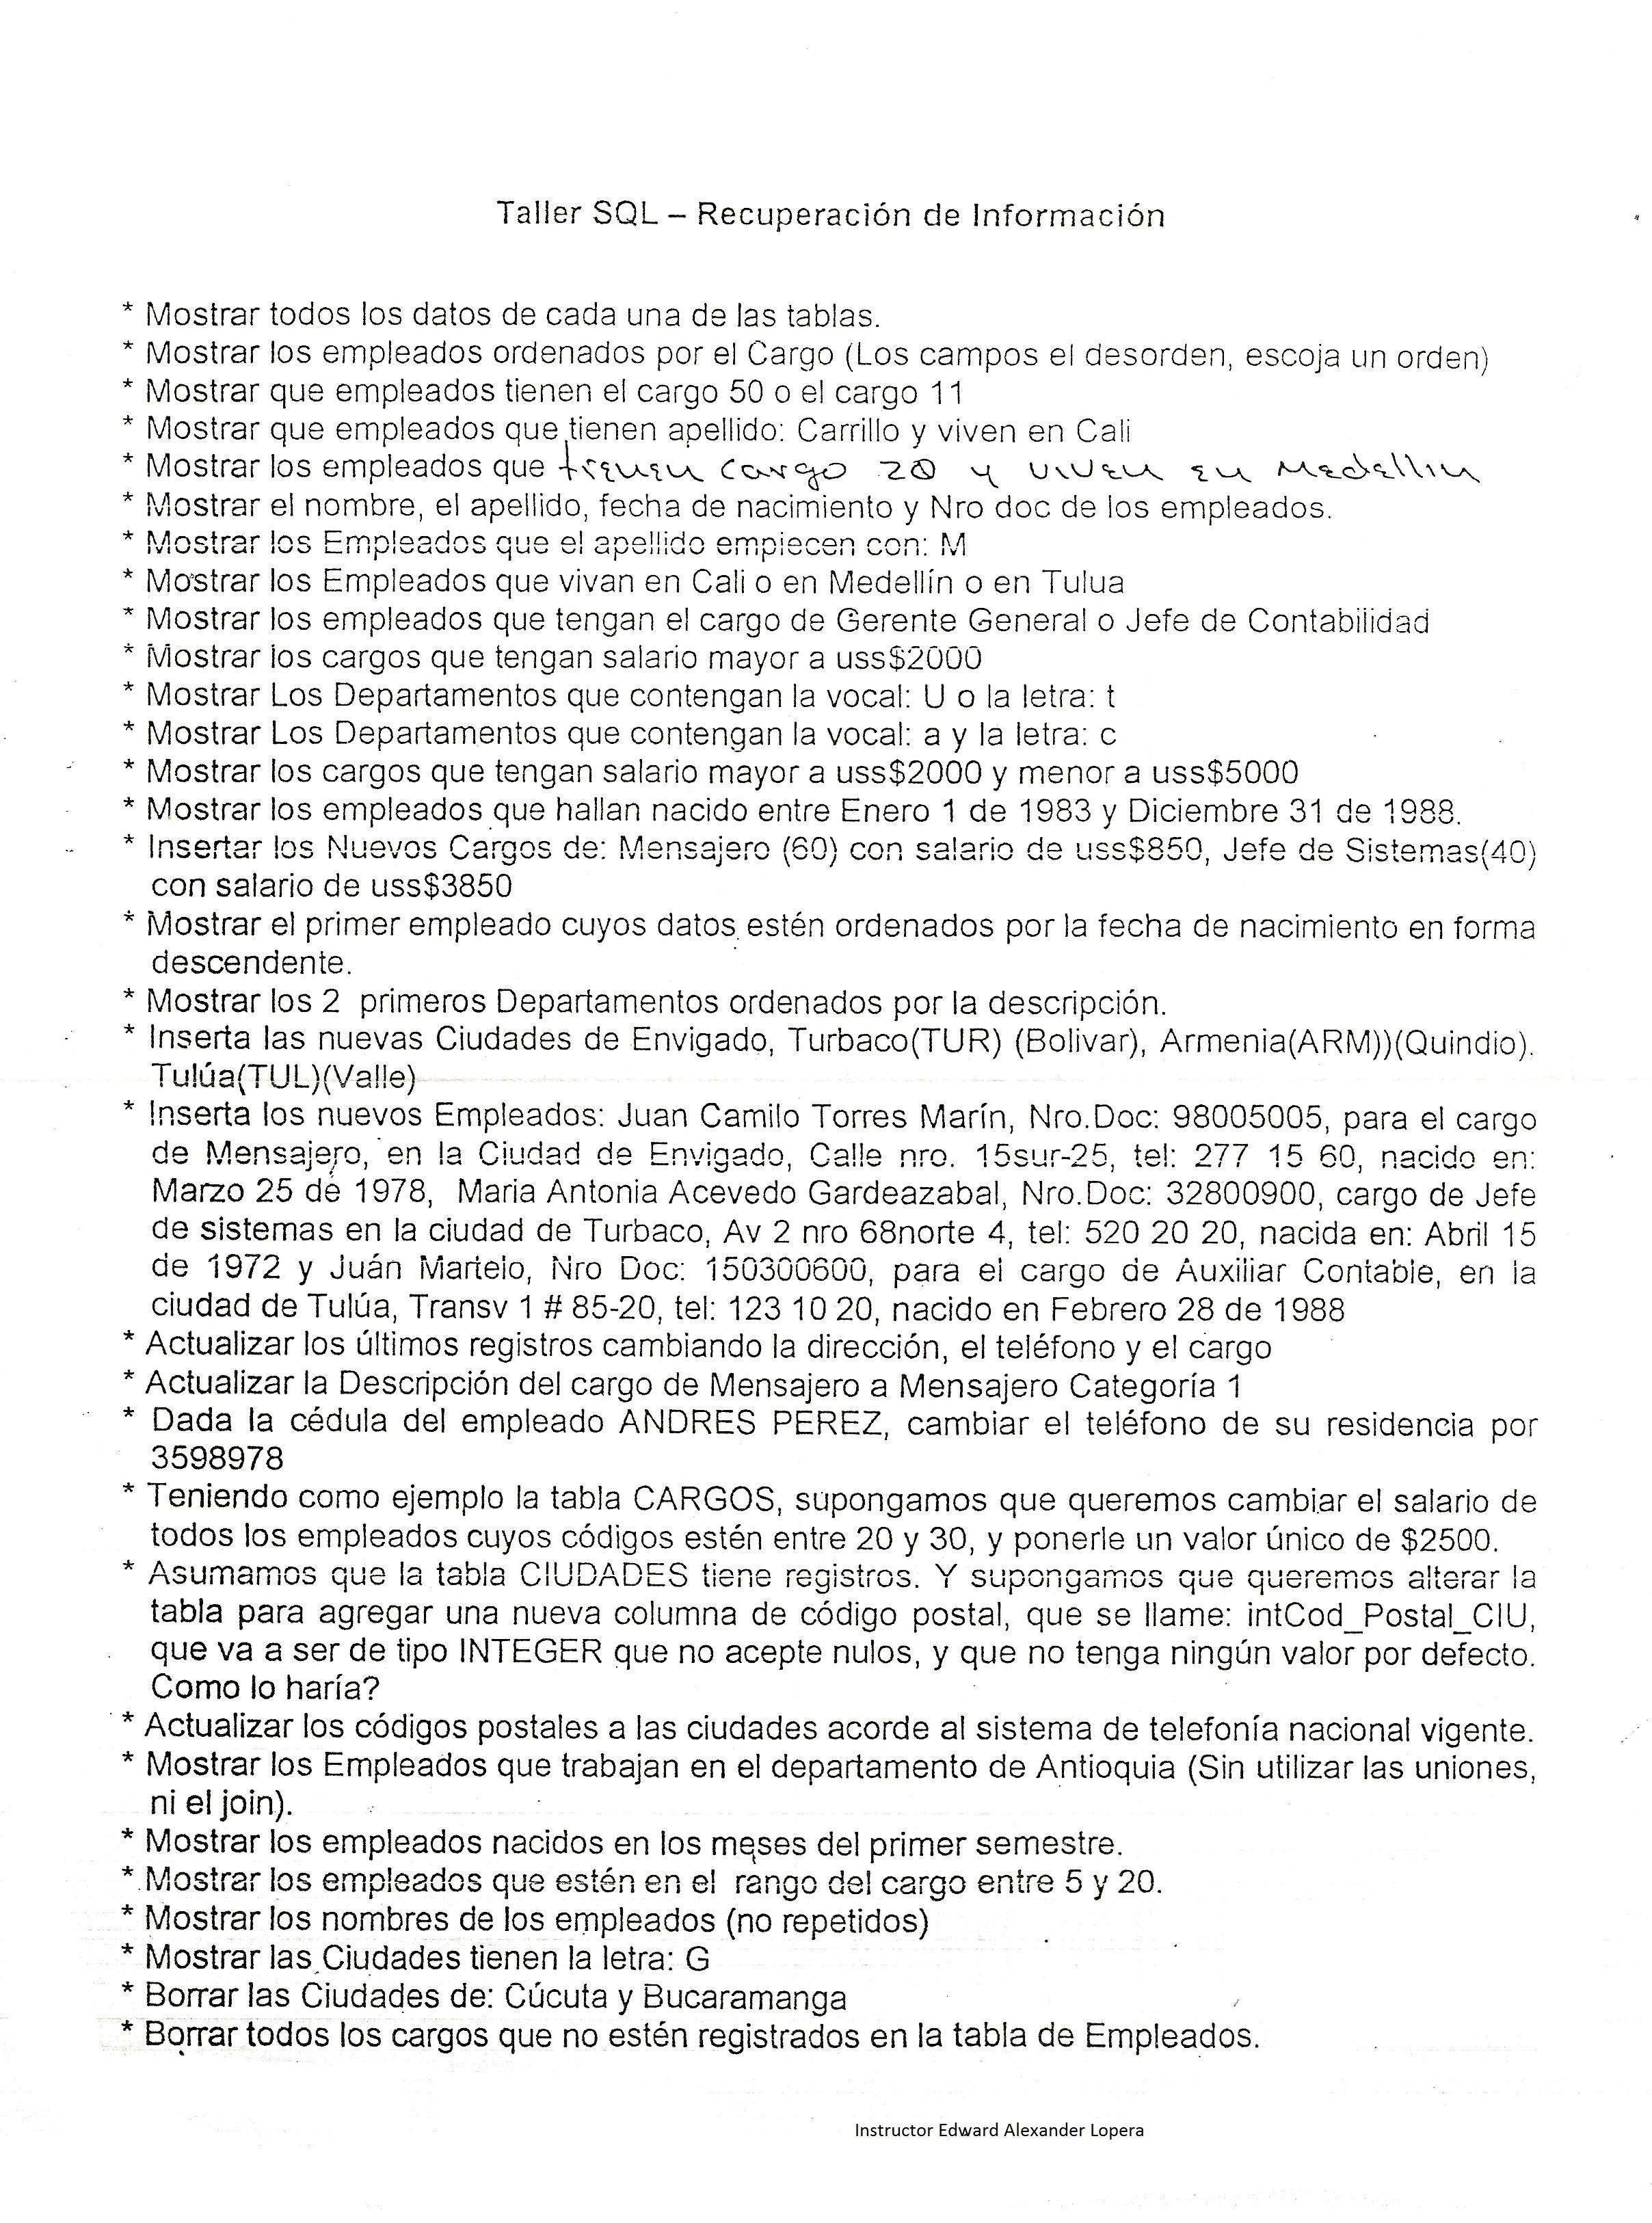 Taller SQL – Recuperación de Información
* Mostrar todos los datos de cada una de las tablas.
* Mostrar los empleados ordenados por el Cargo (Los campos el desorden, escoja un orden)
* Mostrar que empleados tienen el cargo 50 o el cargo 11
* Mostrar que empleados que tienen apellido: Carrillo y viven en Cali
* Mostrar los empleados que tienen cargo 20 y viven en Medellin
* Mostrar el nombre, el apellido, fecha de nacimiento y Nro doc de los empleados.
* Mostrar los Empleados que el apellido empiecen con: M
* Mostrar los Empleados que vivan en Cali o en Medellín o en Tulua
* Mostrar los empleados que tengan el cargo de Gerente General o Jefe de Contabilidad
* Mostrar los cargos que tengan salario mayor a uss$2000
* Mostrar Los Departamentos que contengan la vocal: U o la letra: t
* Mostrar Los Departamentos que contengan la vocal: a y la letra: c
* Mostrar los cargos que tengan salario mayor a uss$2000 y menor a uss$5000
* Mostrar los empleados que hallan nacido entre Enero 1 de 1983 y Diciembre 31 de 1988.
* Insertar los Nuevos Cargos de: Mensajero (60) con salario de uss$850, Jefe de Sistemas(40)
con salario de uss$3850
* Mostrar el primer empleado cuyos datos estén ordenados por la fecha de nacimiento en forma
descendente.
* Mostrar los 2 primeros Departamentos ordenados por la descripción.
* Inserta las nuevas Ciudades de Envigado, Turbaco(TUR) (Bolivar), Armenia(ARM))(Quindio).
Tulúa(TUL)(Valle)
* Inserta los nuevos Empleados: Juan Camilo Torres Marín, Nro.Doc: 98005005, para el cargo
de Mensajero, en la Ciudad de Envigado, Calle nro. 15sur-25, tel: 277 15 60, nacido en:
Marzo 25 de 1978, Maria Antonia Acevedo Gardeazabal, Nro.Doc: 32800900, cargo de Jefe
de sistemas en la ciudad de Turbaco, Av 2 nro 68norte 4, tel: 520 20 20, nacida en: Abril 15
de 1972 y Juán Martelo, Nro Doc: 150300600, para el cargo de Auxiliar Contable, en la
ciudad de Tulúa, Transv 1 # 85-20, tel: 123 10 20, nacido en Febrero 28 de 1988
* Actualizar los últimos registros cambiando la dirección, el teléfono y el cargo
* Actualizar la Descripción del cargo de Mensajero a Mensajero Categoría 1
* Dada la cédula del empleado ANDRES PEREZ, cambiar el teléfono de su residencia por
3598978
* Teniendo como ejemplo la tabla CARGOS, supongamos que queremos cambiar el salario de
todos los empleados cuyos códigos estén entre 20 y 30, y ponerle un valor único de $2500.
* Asumamos que la tabla CIUDADES tiene registros. Y supongamos que queremos alterar la
tabla para agregar una nueva columna de código postal, que se llame: intCod_Postal_CIU,
que va a ser de tipo INTEGER que no acepte nulos, y que no tenga ningún valor por defecto.
Como lo haría?
* Actualizar los códigos postales a las ciudades acorde al sistema de telefonía nacional vigente.
* Mostrar los Empleados que trabajan en el departamento de Antioquia (Sin utilizar las uniones,
ni el join).
* Mostrar los empleados nacidos en los meses del primer semestre.
* Mostrar los empleados que estén en el rango del cargo entre 5 y 20.
* Mostrar los nombres de los empleados (no repetidos)
* Mostrar las Ciudades tienen la letra: G
* Borrar las Ciudades de: Cúcuta y Bucaramanga
* Borrar todos los cargos que no estén registrados en la tabla de Empleados.
Instructor Edward Alexander Lopera